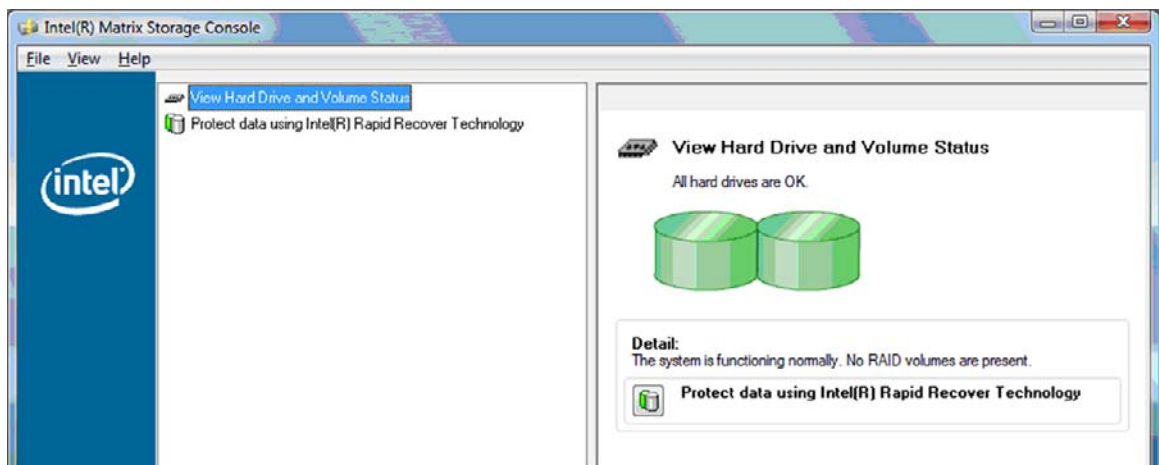 Intel(R) Matrix Storage Console
File View Help
View Hard Drive and Volume Status
Protect data using Intel(R) Rapid Recover Technology
intel
View Hard Drive and Volume Status
All hard drives are OK.
Detail:
The system is functioning normally. No RAID volumes are present.
Protect data using Intel(R) Rapid Recover Technology